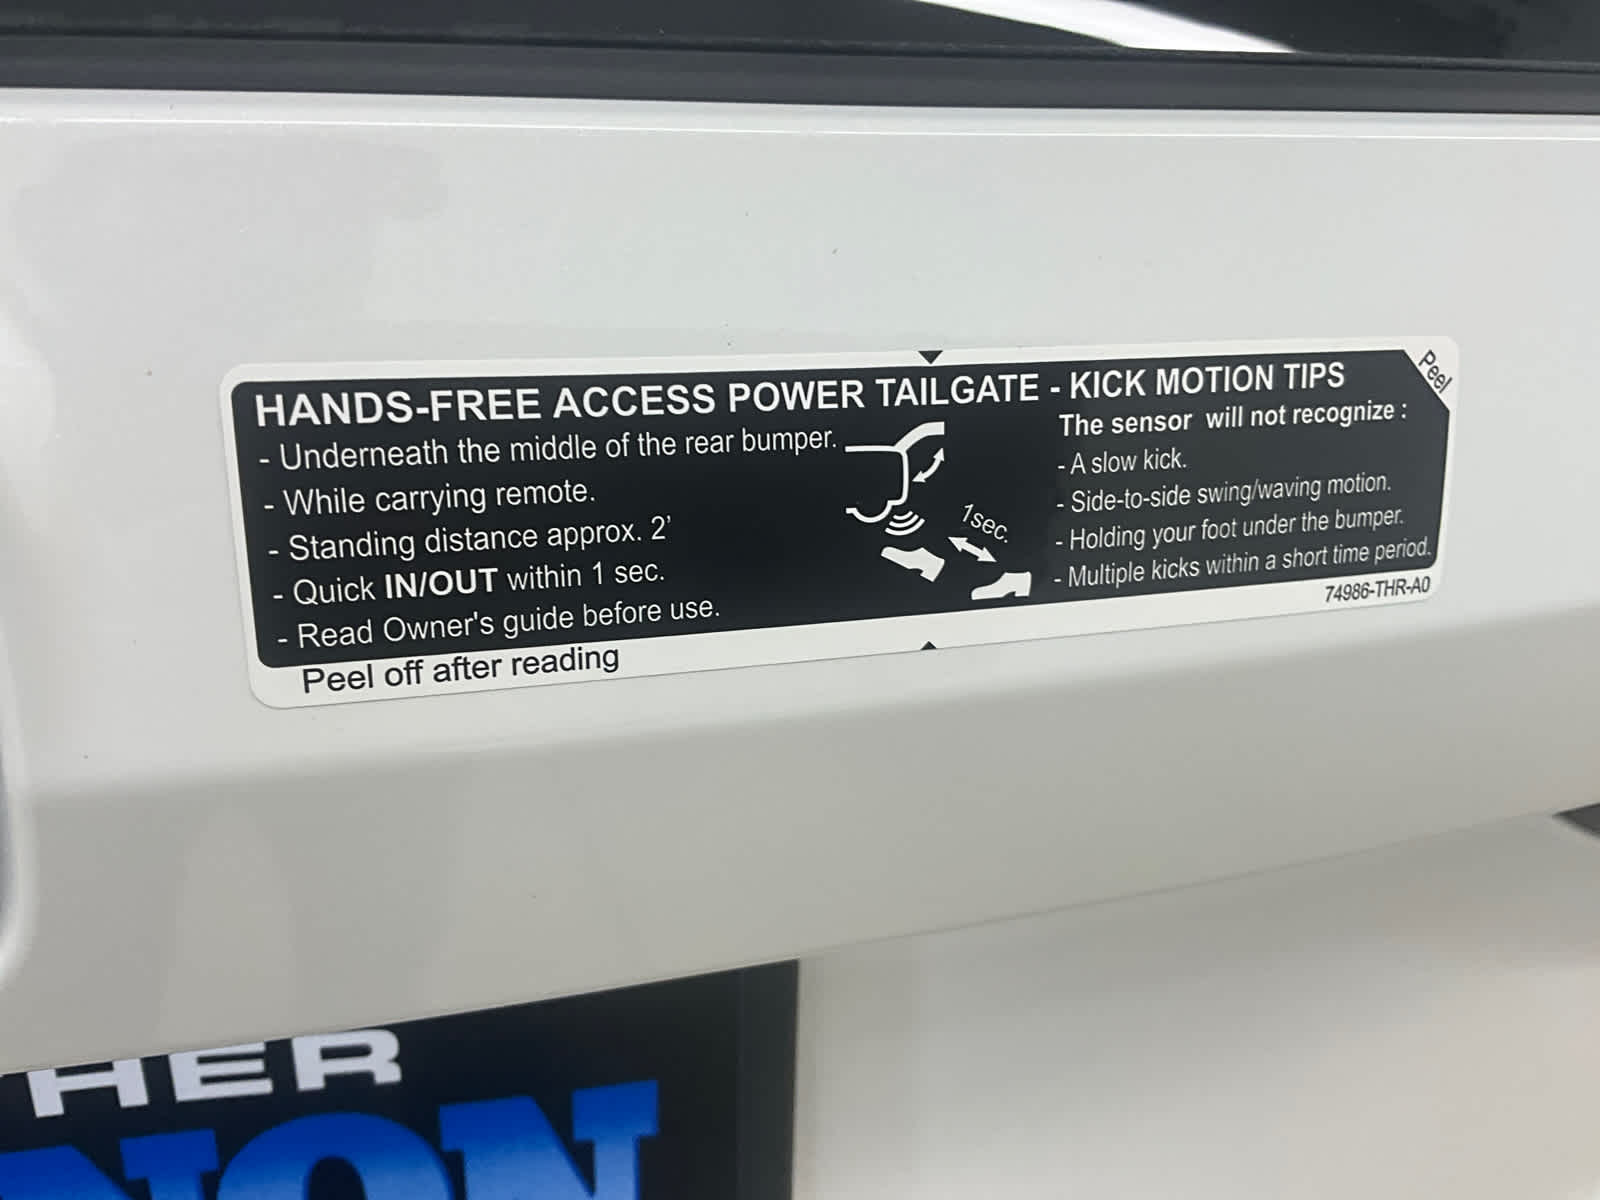 HANDS-FREE ACCESS POWER TAILGATE - KICK MOTION TIPS
Peel
- Underneath the middle of the rear bumper.
- While carrying remote.
- Standing distance approx. 2'
- Quick IN/OUT within 1 sec.
- Read Owner's guide before use.
1sec.
The sensor will not recognize :
- A slow kick.
- Side-to-side swing/waving motion.
- Holding your foot under the bumper.
- Multiple kicks within a short time period.
74986-THR-A0
Peel off after reading